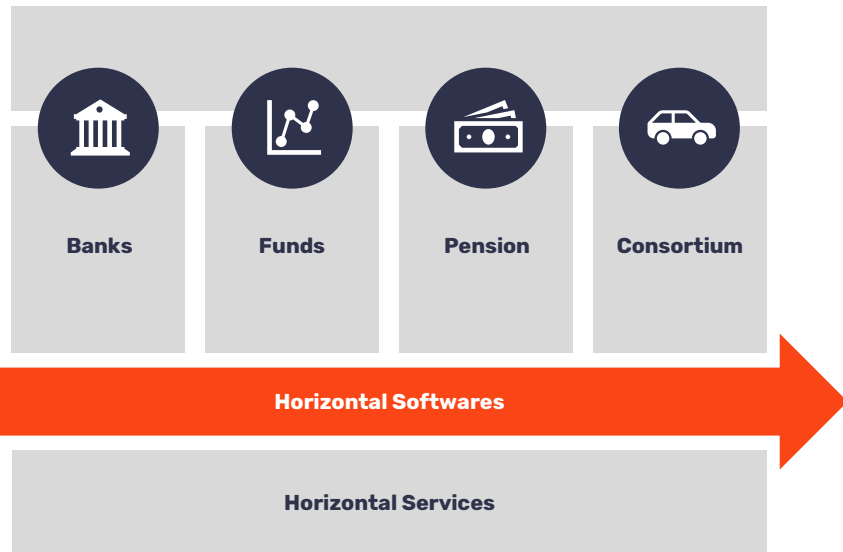 Banks
Funds
Pension
Consortium
Horizontal Softwares
Horizontal Services